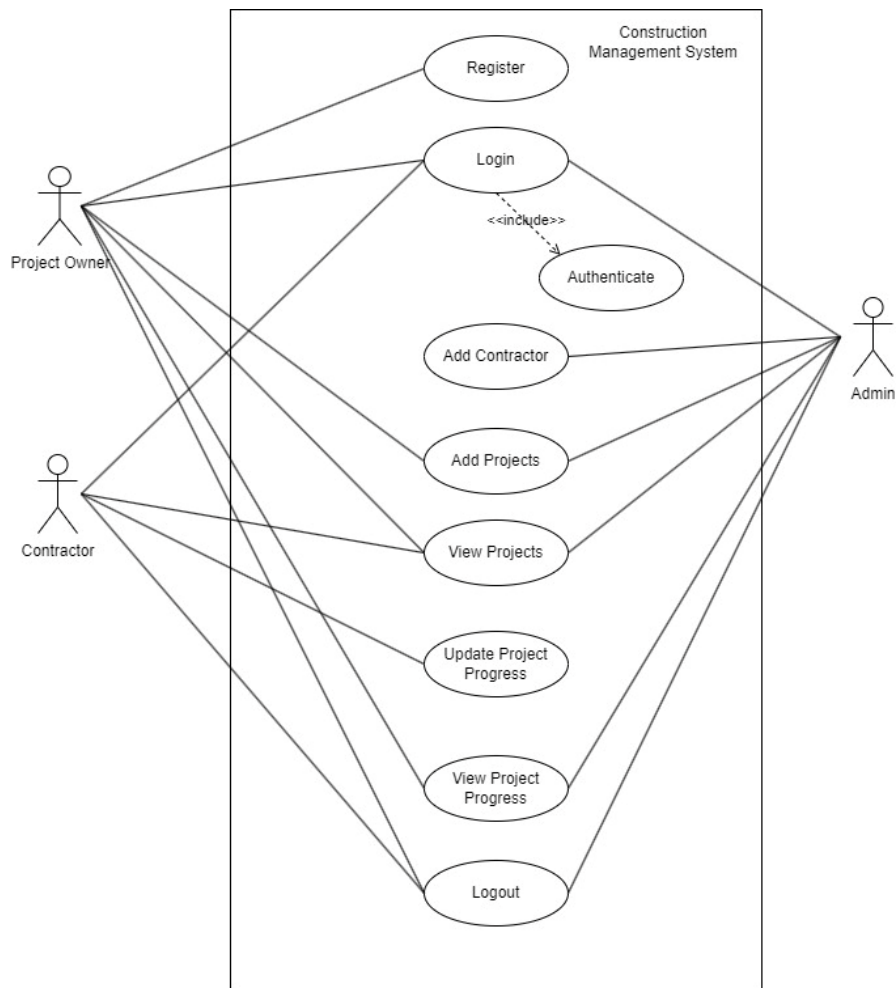 Construction
Management System
Register
Login
<<include>>
Authenticate
Project Owner
Add Contractor
Admin
Add Projects
Contractor
View Projects
Update Project
Progress
View Project
Progress
Logout